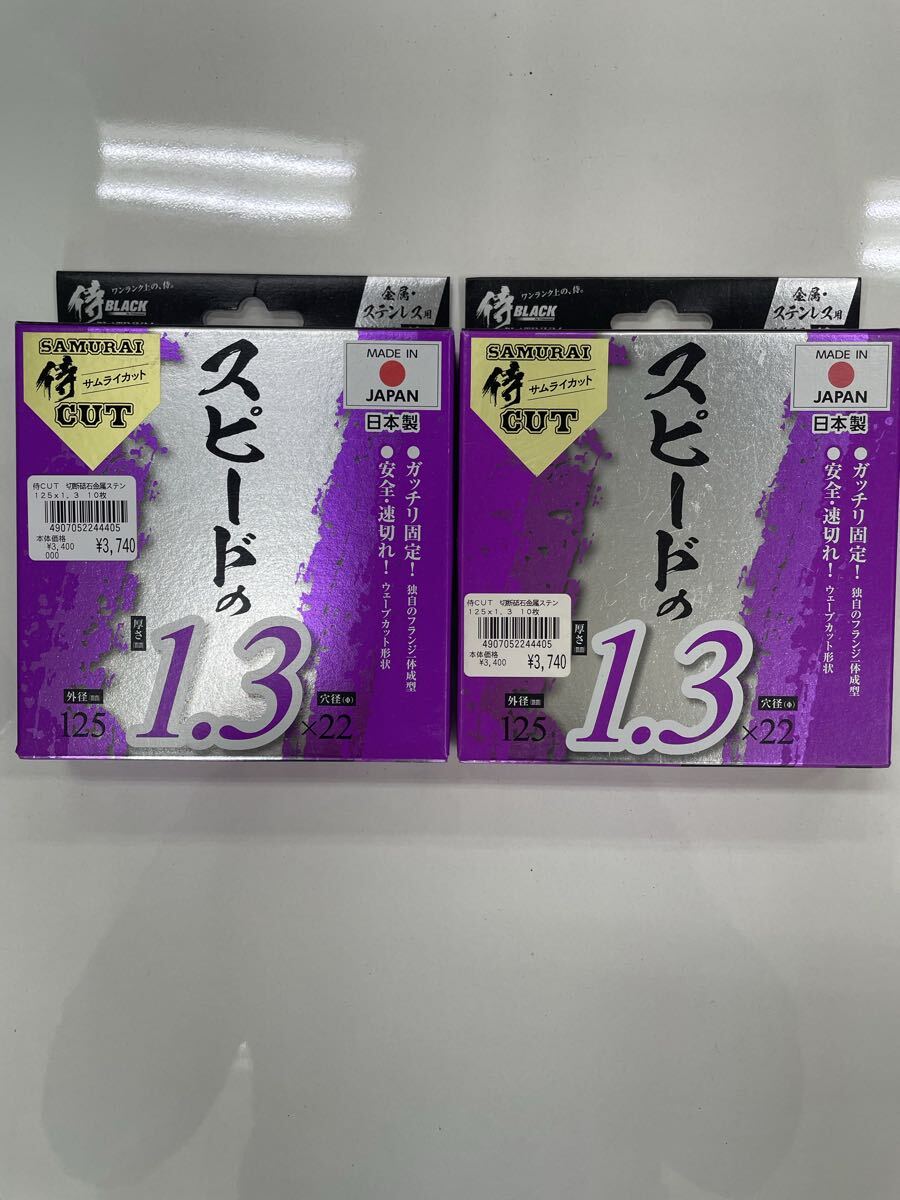 ワンランク上の、侍。
侍BLACK
金属・
ステンレス用
SAMURAI
侍
サムライカット
CUT
スピードの
MADE IN
JAPAN
日本製
●ガッチリ固定!独自のフランジ一体成型
●安全・速切れ!ウェーブカット形状
侍CUT 切断砥石金属ステン
125x1.3 10枚
4907052244405
本体価格
¥3,400
000
¥3,740
厚さ(㎜)
外径(㎜)
125
1.3
穴径(Φ)
×22
ワンランク上の、侍。
侍BLACK
金属・
ステンレス用
SAMURAI
侍
サムライカット
CUT
スピードの
MADE IN
JAPAN
日本製
●ガッチリ固定!独自のフランジ一体成型
●安全・速切れ!ウェーブカット形状
侍CUT 切断砥石金属ステン
125x1.3 10枚
4907052244405
本体価格
¥3,400
¥3,740
厚さ(㎜)
外径(㎜)
125
1.3
穴径(Φ)
×22